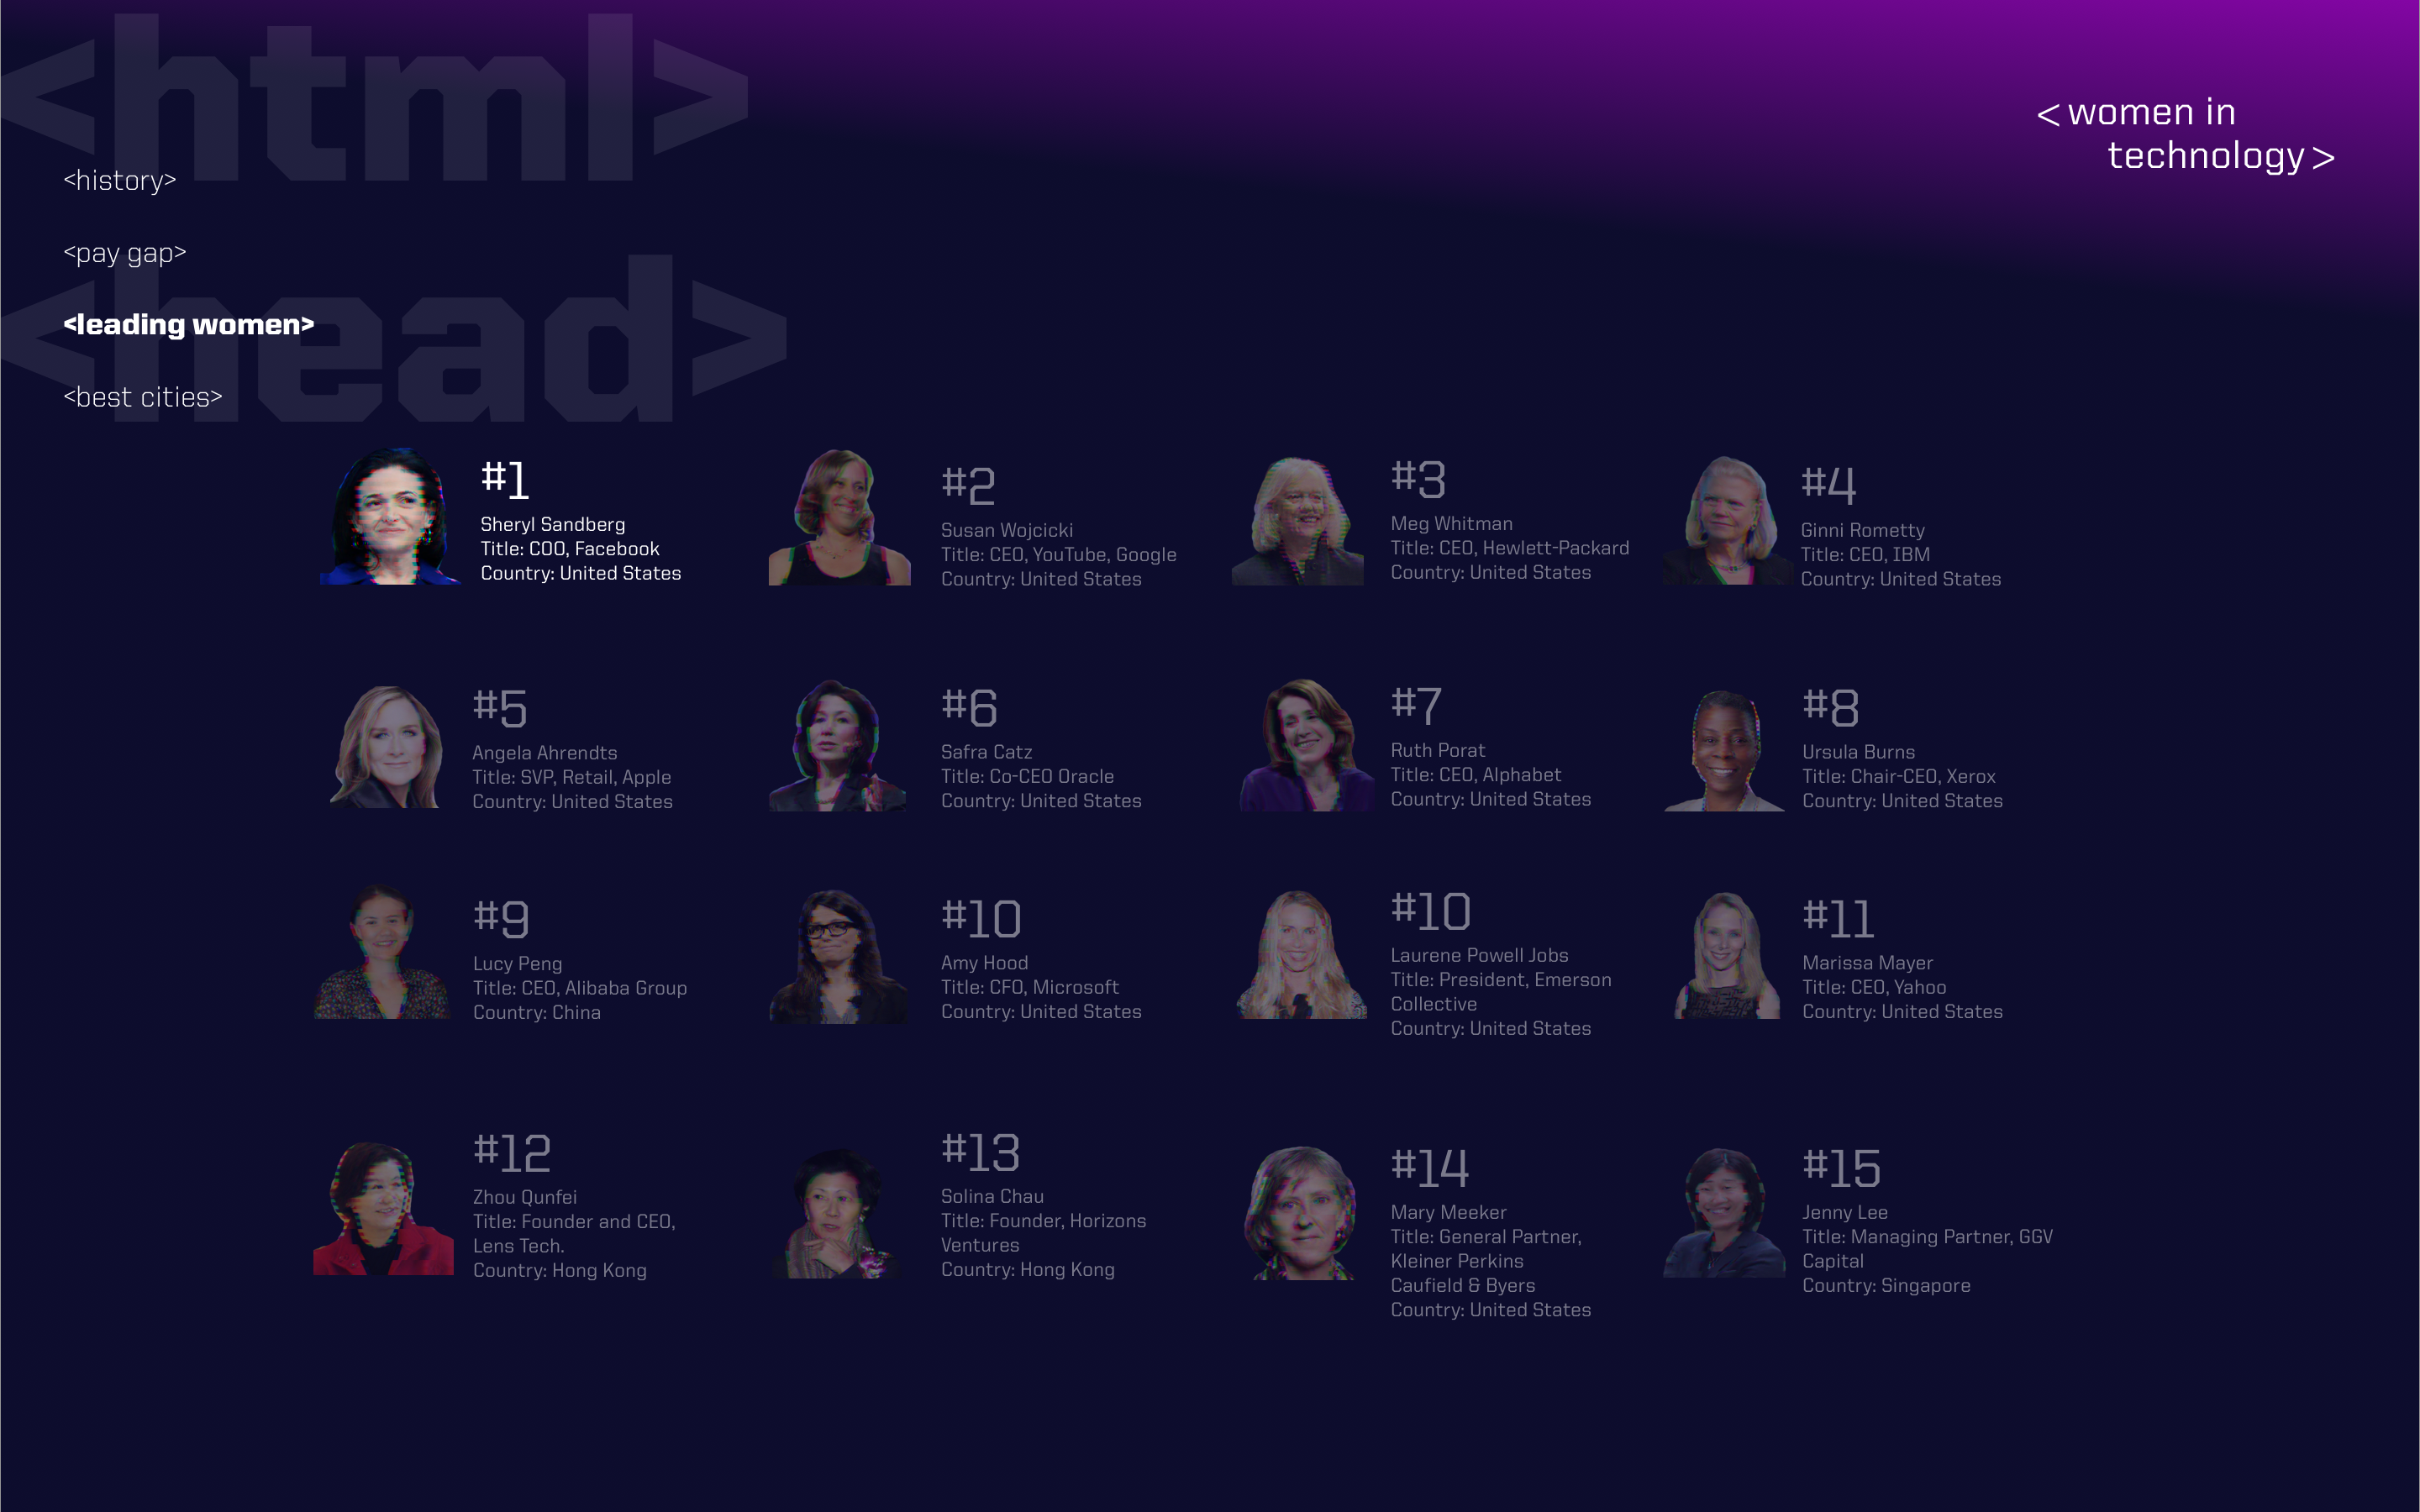 <html>
<head>
< women in
technology >
<history>
<pay gap>
<leading women>
<best cities>
#1
Sheryl Sandberg
Title: COO, Facebook
Country: United States
#2
Susan Wojcicki
Title: CEO, YouTube, Google
Country: United States
#3
Meg Whitman
Title: CEO, Hewlett-Packard
Country: United States
#4
Ginni Rometty
Title: CEO, IBM
Country: United States
#5
Angela Ahrendts
Title: SVP, Retail, Apple
Country: United States
#6
Safra Catz
Title: Co-CEO Oracle
Country: United States
#7
Ruth Porat
Title: CEO, Alphabet
Country: United States
#8
Ursula Burns
Title: Chair-CEO, Xerox
Country: United States
#9
Lucy Peng
Title: CEO, Alibaba Group
Country: China
#10
Amy Hood
Title: CFO, Microsoft
Country: United States
#10
Laurene Powell Jobs
Title: President, Emerson
Collective
Country: United States
#11
Marissa Mayer
Title: CEO, Yahoo
Country: United States
#12
Zhou Qunfei
Title: Founder and CEO,
Lens Tech.
Country: Hong Kong
#13
Solina Chau
Title: Founder, Horizons
Ventures
Country: Hong Kong
#14
Mary Meeker
Title: General Partner,
Kleiner Perkins
Caufield & Byers
Country: United States
#15
Jenny Lee
Title: Managing Partner, GGV
Capital
Country: Singapore